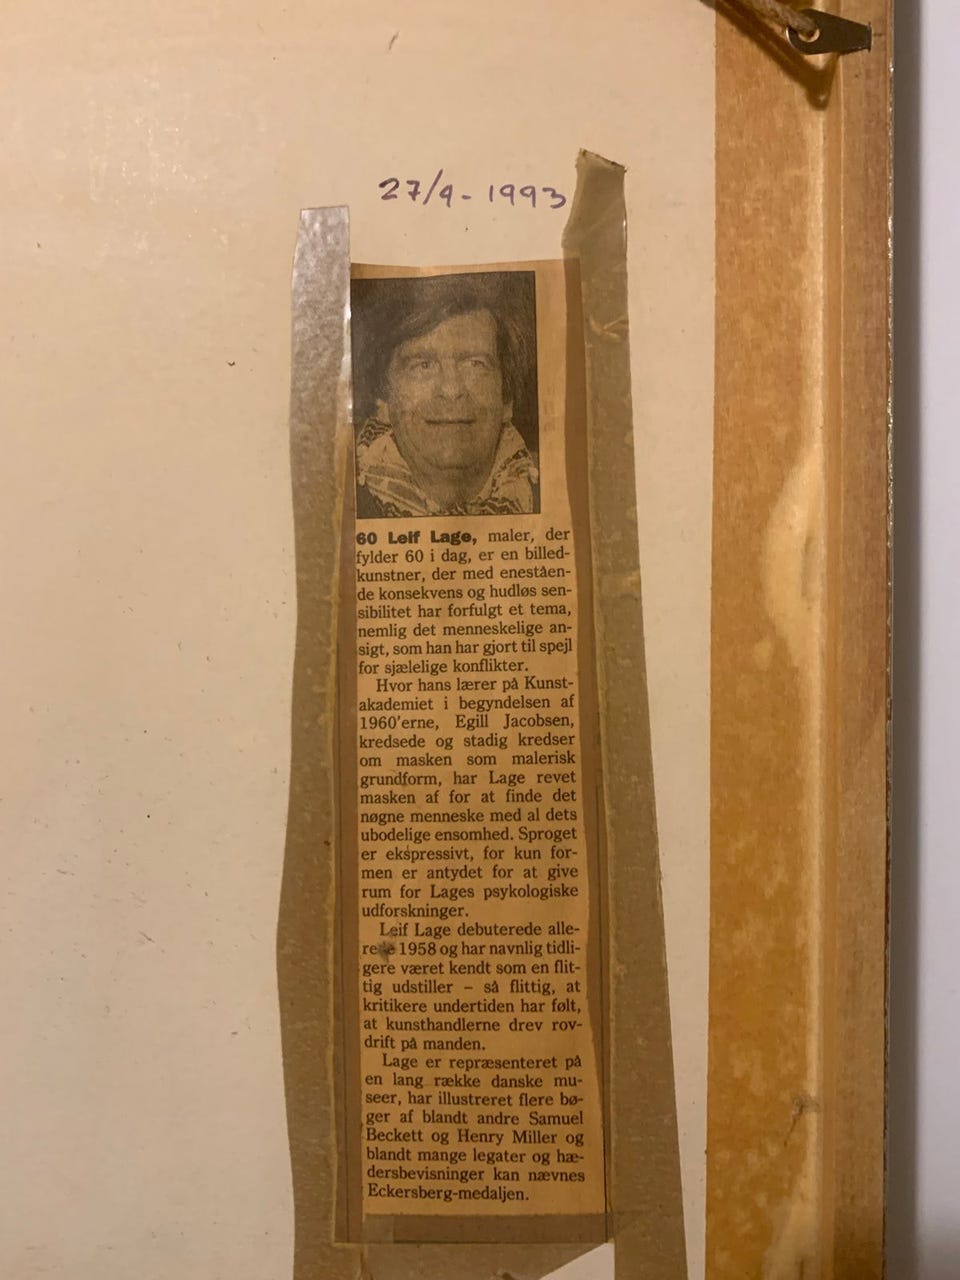 27/9-1993
60 Leif Lage, maler, der
fylder 60 i dag, er en billed-
kunstner, der med eneståen-
de konsekvens og hudløs sen-
sibilitet har forfulgt et tema,
nemlig det menneskelige an-
sigt, som han har gjort til spejl
for sjælelige konflikter.
Hvor hans lærer på Kunst-
akademiet i begyndelsen af
1960'erne, Egill Jacobsen,
kredsede og stadig kredser
om masken som malerisk
grundform, har Lage revet
masken af for at finde det
nøgne menneske med al dets
ubodelige ensomhed. Sproget
er ekspressivt, for kun for-
men er antydet for at give
rum for Lages psykologiske
udforskninger.
Leif Lage debuterede alle-
rede 1958 og har navnlig tidli-
gere været kendt som en flit-
tig udstiller – så flittig, at
kritikere undertiden har følt,
at kunsthandlerne drev rov-
drift på manden.
Lage er repræsenteret på
en lang række danske mu-
seer, har illustreret flere bø-
ger af blandt andre Samuel
Beckett og Henry Miller og
blandt mange legater og hæ-
dersbevisninger kan nævnes
Eckersberg-medaljen.